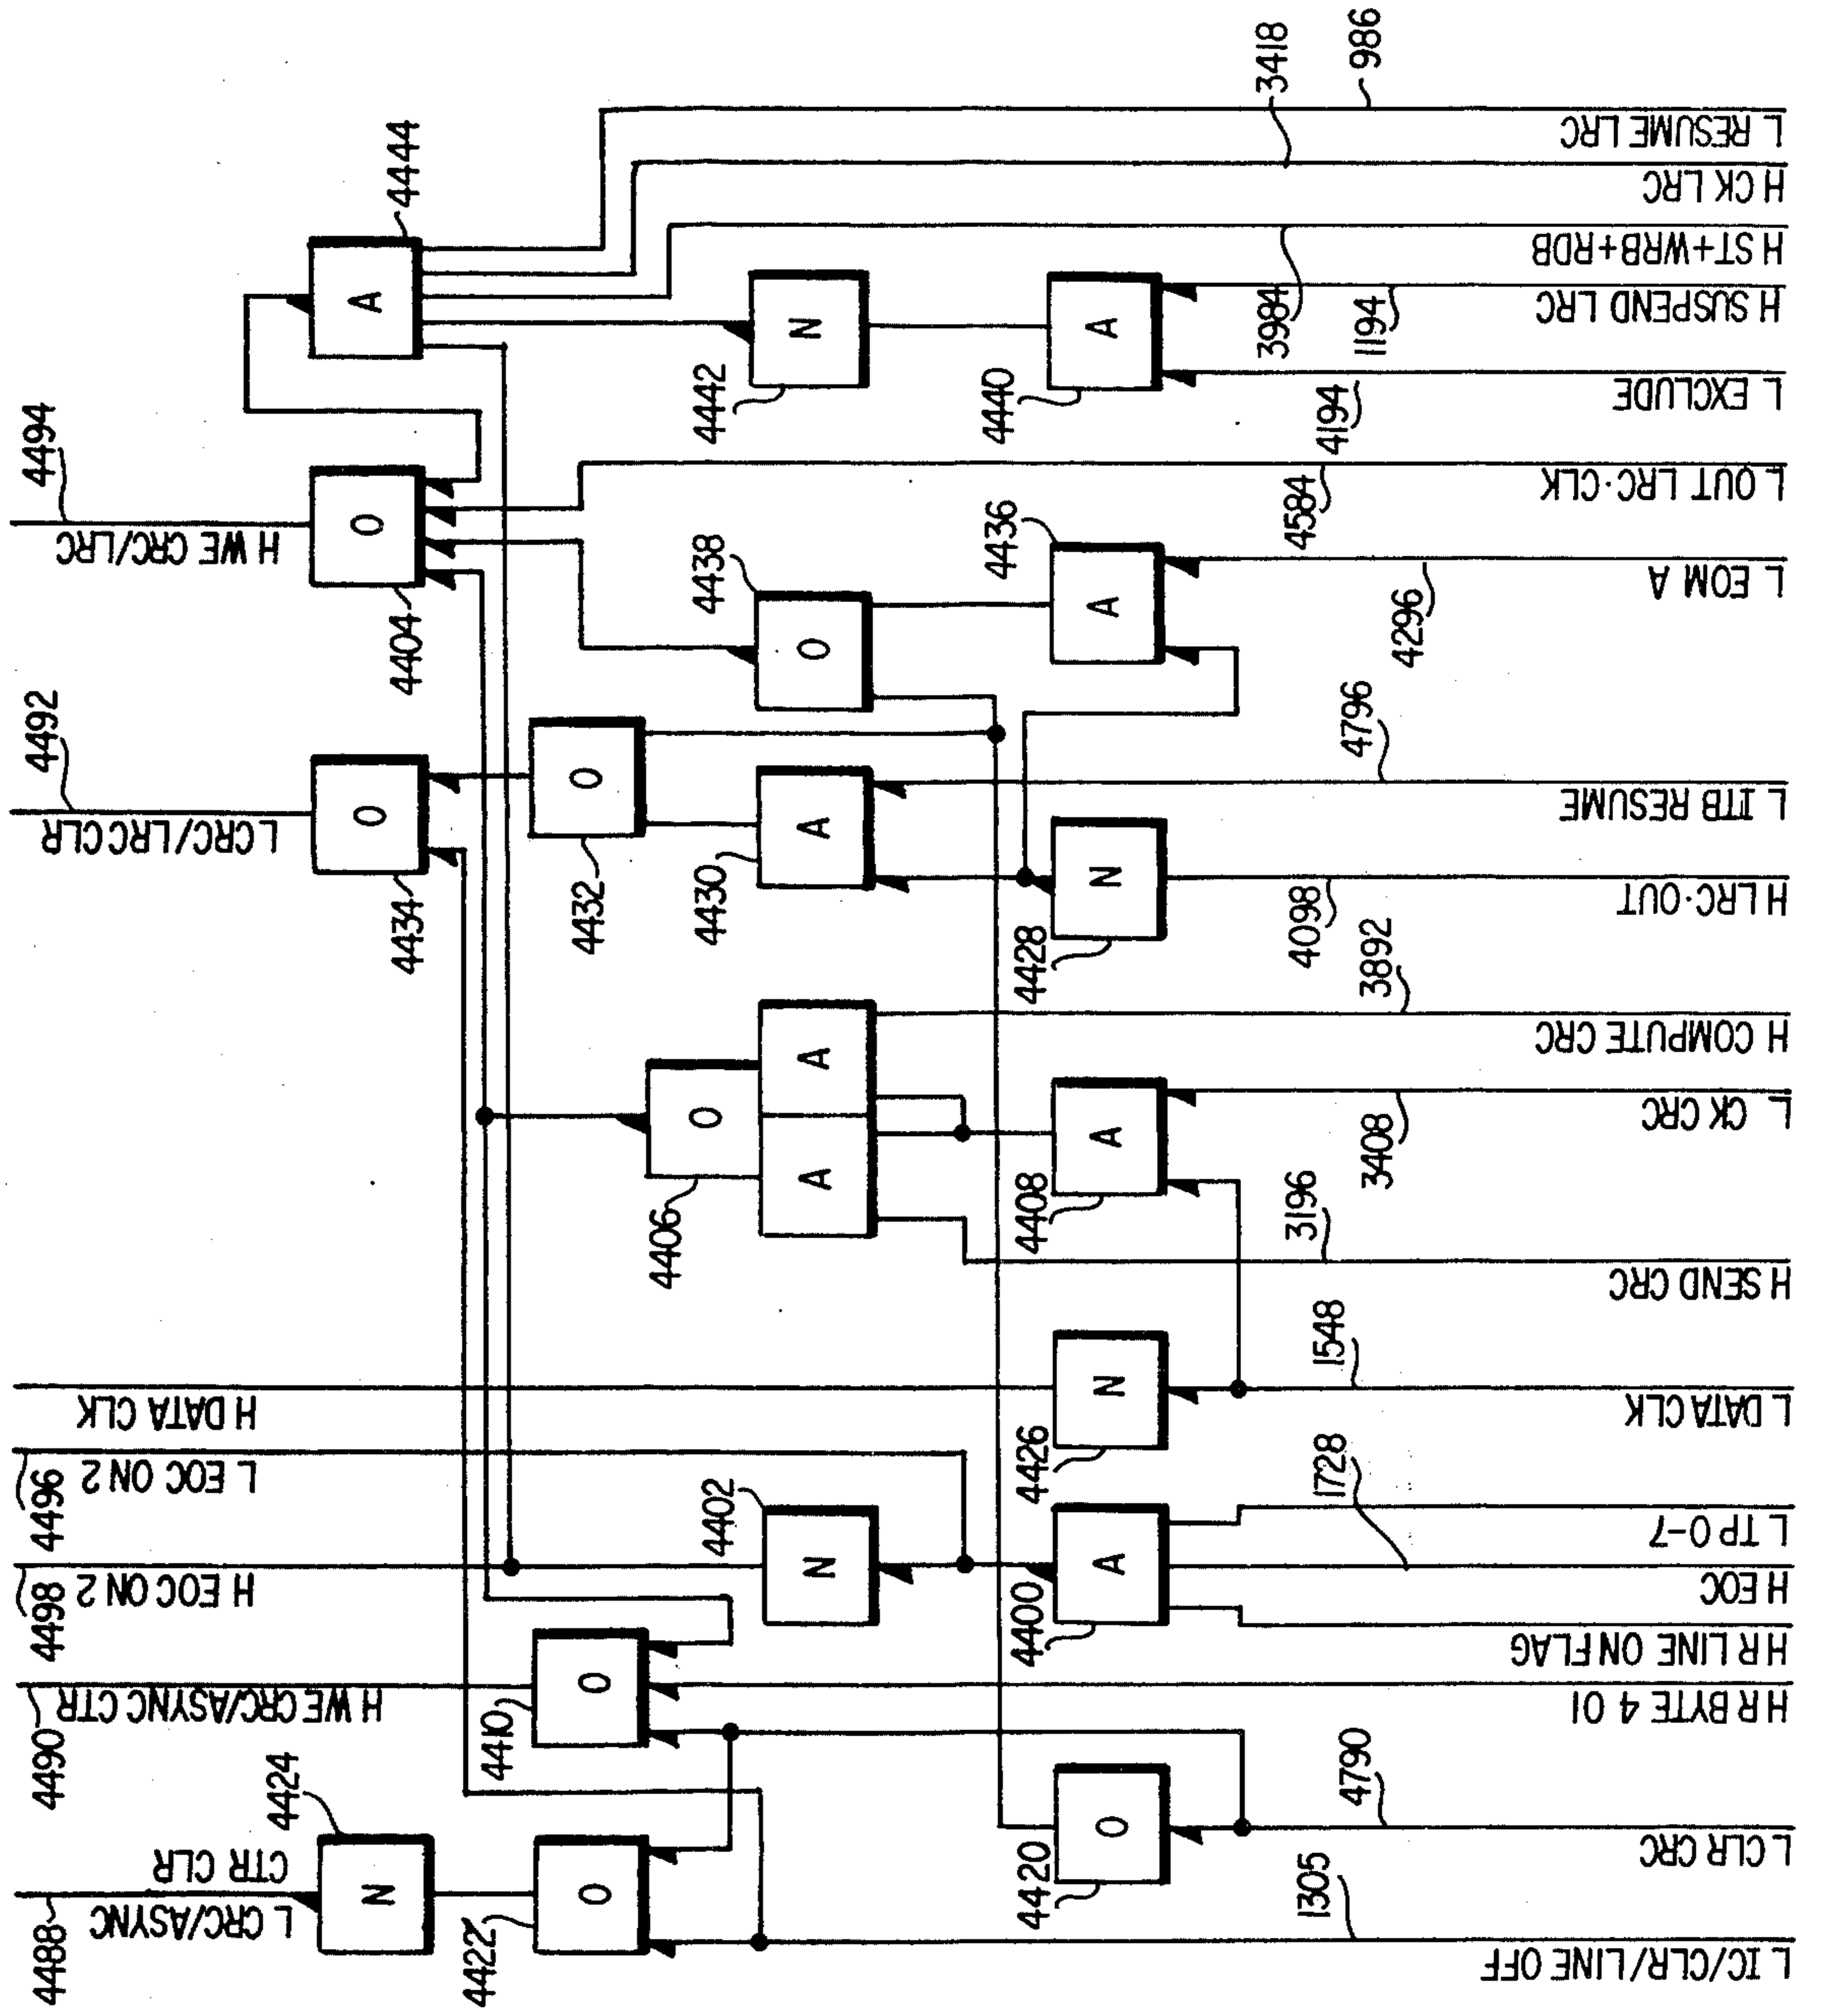 4488
L CRC/ASYNC
CTR CLR
4424
N
4422
O
4490
H WE CRC/ASYNC CTR
4410
O
4498
H EOC ON 2
4496
L EOC ON 2
4402
N
H DATA CLK
4406
O
A
A
4492
L CRC/LRC CLR
4434
O
4432
O
4430
A
4494
H WE CRC/LRC
4404
O
4438
O
4444
A
4442
N
4420
O
4400
A
4426
N
4408
A
4428
N
4436
A
4440
A
1305
L IC/CLR/LINE OFF
4790
L CLR CRC
H R BYTE 4 01
H R LINE ON FLAG
1728
H EOC
L TP 0-7
1548
L DATA CLK
3196
H SEND CRC
3408
L CK CRC
3892
H COMPUTE CRC
4098
H LRC·OUT
4796
L ITB RESUME
4296
L EOM A
4584
L OUT LRC·CLK
4194
L EXCLUDE
1194
H SUSPEND LRC
3984
H ST+WRB+RDB
3418
H CK LRC
986
L RESUME LRC